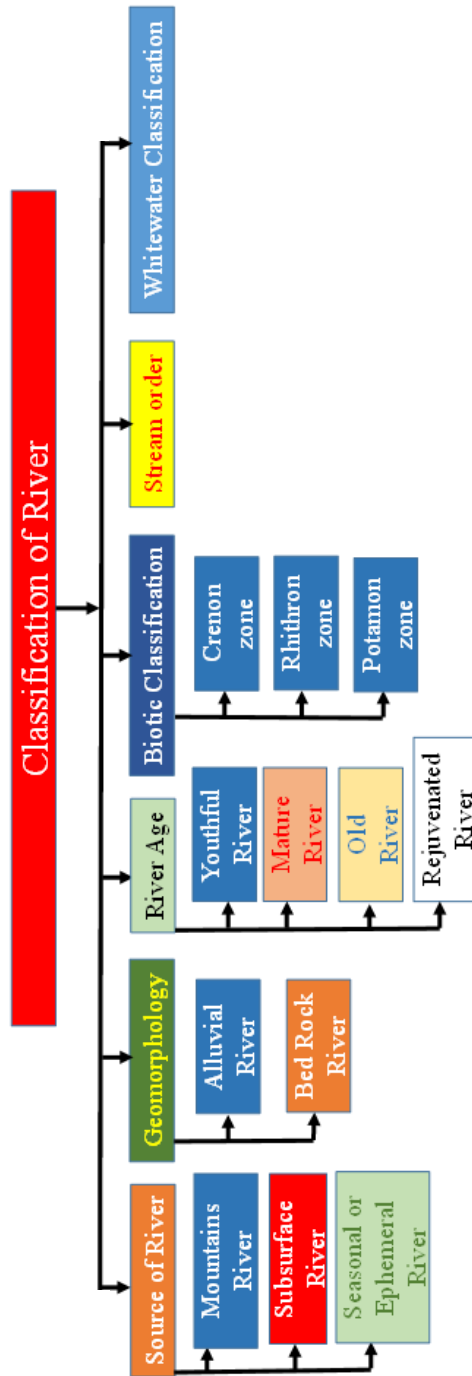 Classification of River
Source of River
Mountains
River
Subsurface
River
Seasonal or
Ephemeral
River
Geomorphology
Alluvial
River
Bed Rock
River
River Age
Youthful
River
Mature
River
Old
River
Rejuvenated
River
Biotic Classification
Crenon
zone
Rhithron
zone
Potamon
zone
Stream order
Whitewater Classification